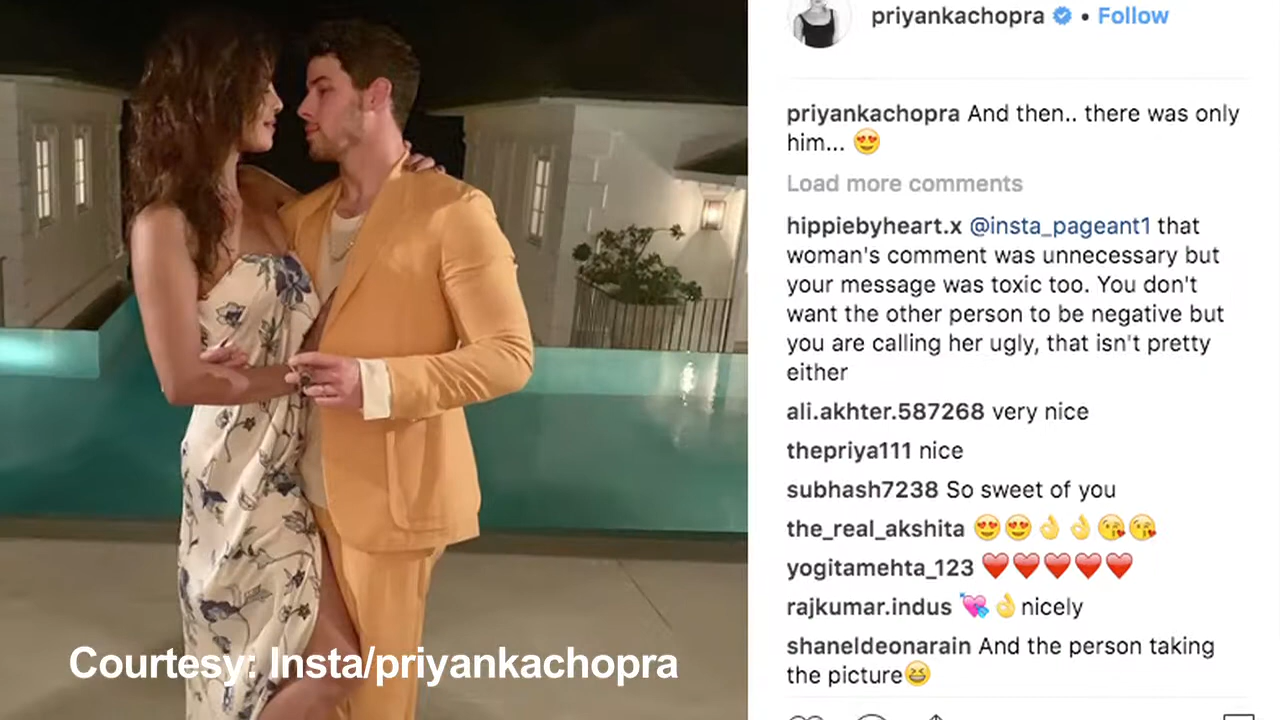 priyankachopra • Follow
priyankachopra And then.. there was only
him... 😍
Load more comments
hippiebyheart.x @insta_pageant1 that
woman's comment was unnecessary but
your message was toxic too. You don't
want the other person to be negative but
you are calling her ugly, that isn't pretty
either
ali.akhter.587268 very nice
thepriya111 nice
subhash7238 So sweet of you
the_real_akshita 😍😍👌👌😘😘
yogitamehta_123 ❤️❤️❤️❤️❤️
rajkumar.indus 💘👌nicely
shaneldeonarain And the person taking
the picture😆
Courtesy: Insta/priyankachopra